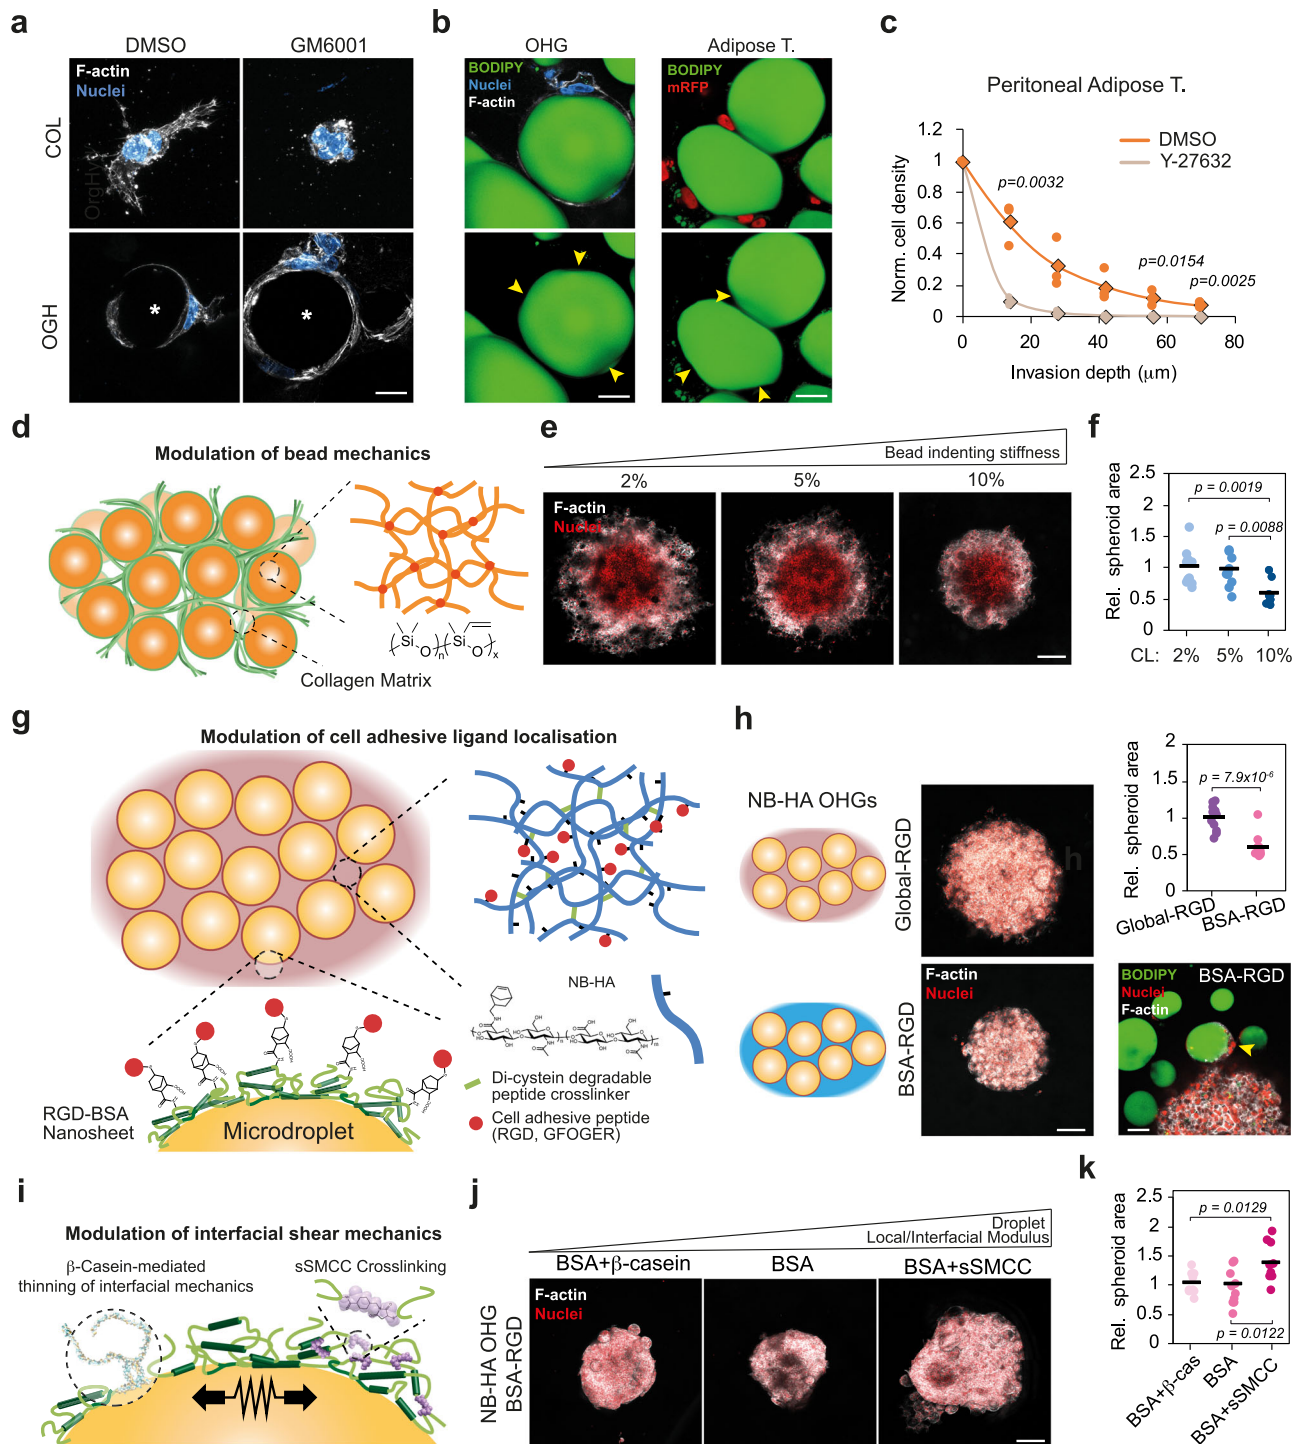 a
DMSO
GM6001
F-actin
Nuclei
COL
OGH
*
*
b
OHG
Adipose T.
BODIPY
Nuclei
F-actin
BODIPY
mRFP
c
Peritoneal Adipose T.
DMSO
Y-27632
Norm. cell density
1.2
1
0.8
0.6
0.4
0.2
0
p=0.0032
p=0.0154
p=0.0025
0
20
40
60
80
Invasion depth (μm)
d
Modulation of bead mechanics
Si
O
n
Si
O
x
Collagen Matrix
e
Bead indenting stiffness
2%
5%
10%
F-actin
Nuclei
f
Rel. spheroid area
2.5
2
1.5
1
0.5
0
p = 0.0019
p = 0.0088
CL: 2% 5% 10%
g
Modulation of cell adhesive ligand localisation
NB-HA
RGD-BSA
Nanosheet
Microdroplet
Di-cystein degradable
peptide crosslinker
Cell adhesive peptide
(RGD, GFOGER)
h
NB-HA OHGs
Global-RGD
BSA-RGD
F-actin
Nuclei
Rel. spheroid area
2
1.5
1
0.5
0
p = 7.9x10-6
Global-RGD
BSA-RGD
BODIPY
Nuclei
F-actin
BSA-RGD
i
Modulation of interfacial shear mechanics
β-Casein-mediated
thinning of interfacial mechanics
sSMCC Crosslinking
j
Droplet
Local/Interfacial Modulus
BSA+β-casein
BSA
BSA+sSMCC
NB-HA OHG
BSA-RGD
F-actin
Nuclei
k
Rel. spheroid area
2.5
2
1.5
1
0.5
0
p = 0.0129
p = 0.0122
BSA+β-cas
BSA
BSA+sSMCC